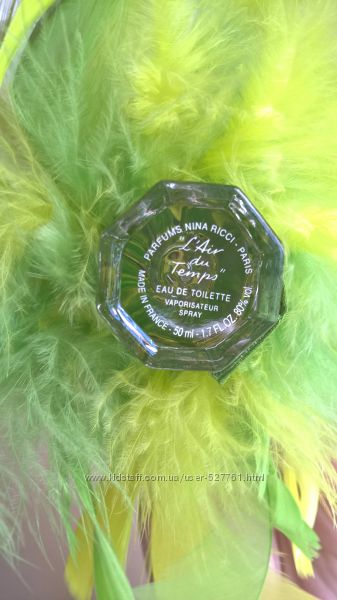 PARFUMS NINA RICCI - PARIS
"L'Air
du
Temps"
EAU DE TOILETTE
VAPORISATEUR
SPRAY
MADE IN FRANCE - 50 ml - 1.7 FL.OZ. 80% VOL
www.kidstaff.com.ua/user-527761.html